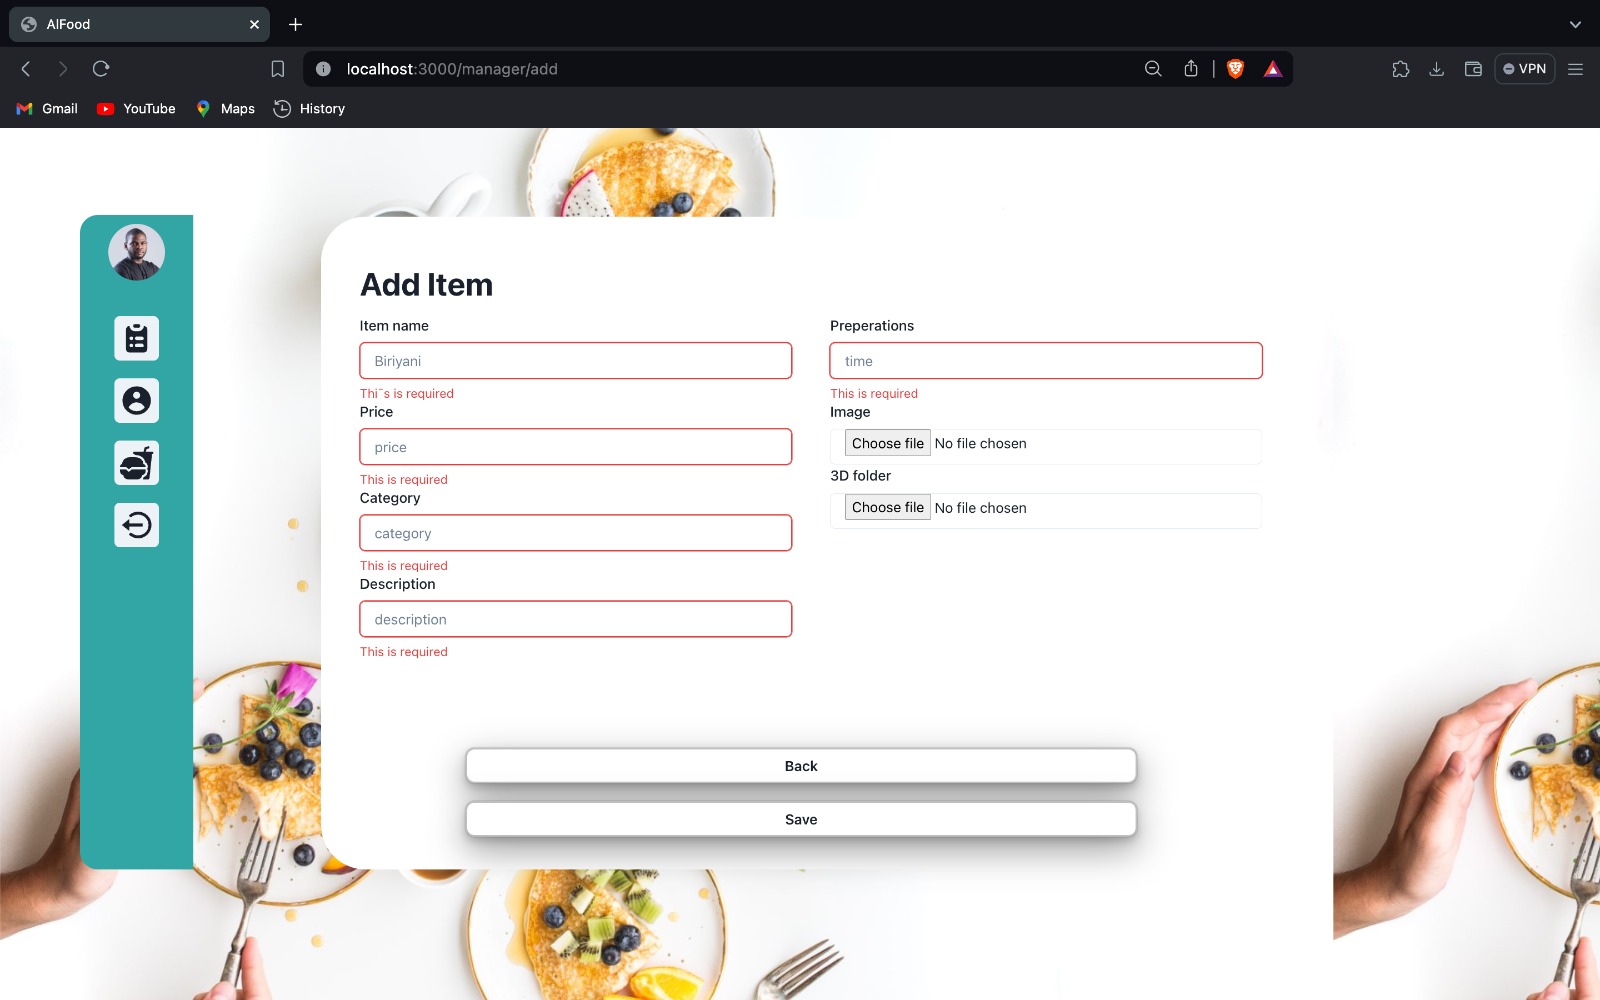 AIFood
localhost:3000/manager/add
VPN
Gmail
YouTube
Maps
History
Add Item
Item name
Biriyani
Thi¨s is required
Price
price
This is required
Category
category
This is required
Description
description
This is required
Preperations
time
This is required
Image
Choose file No file chosen
3D folder
Choose file No file chosen
Back
Save